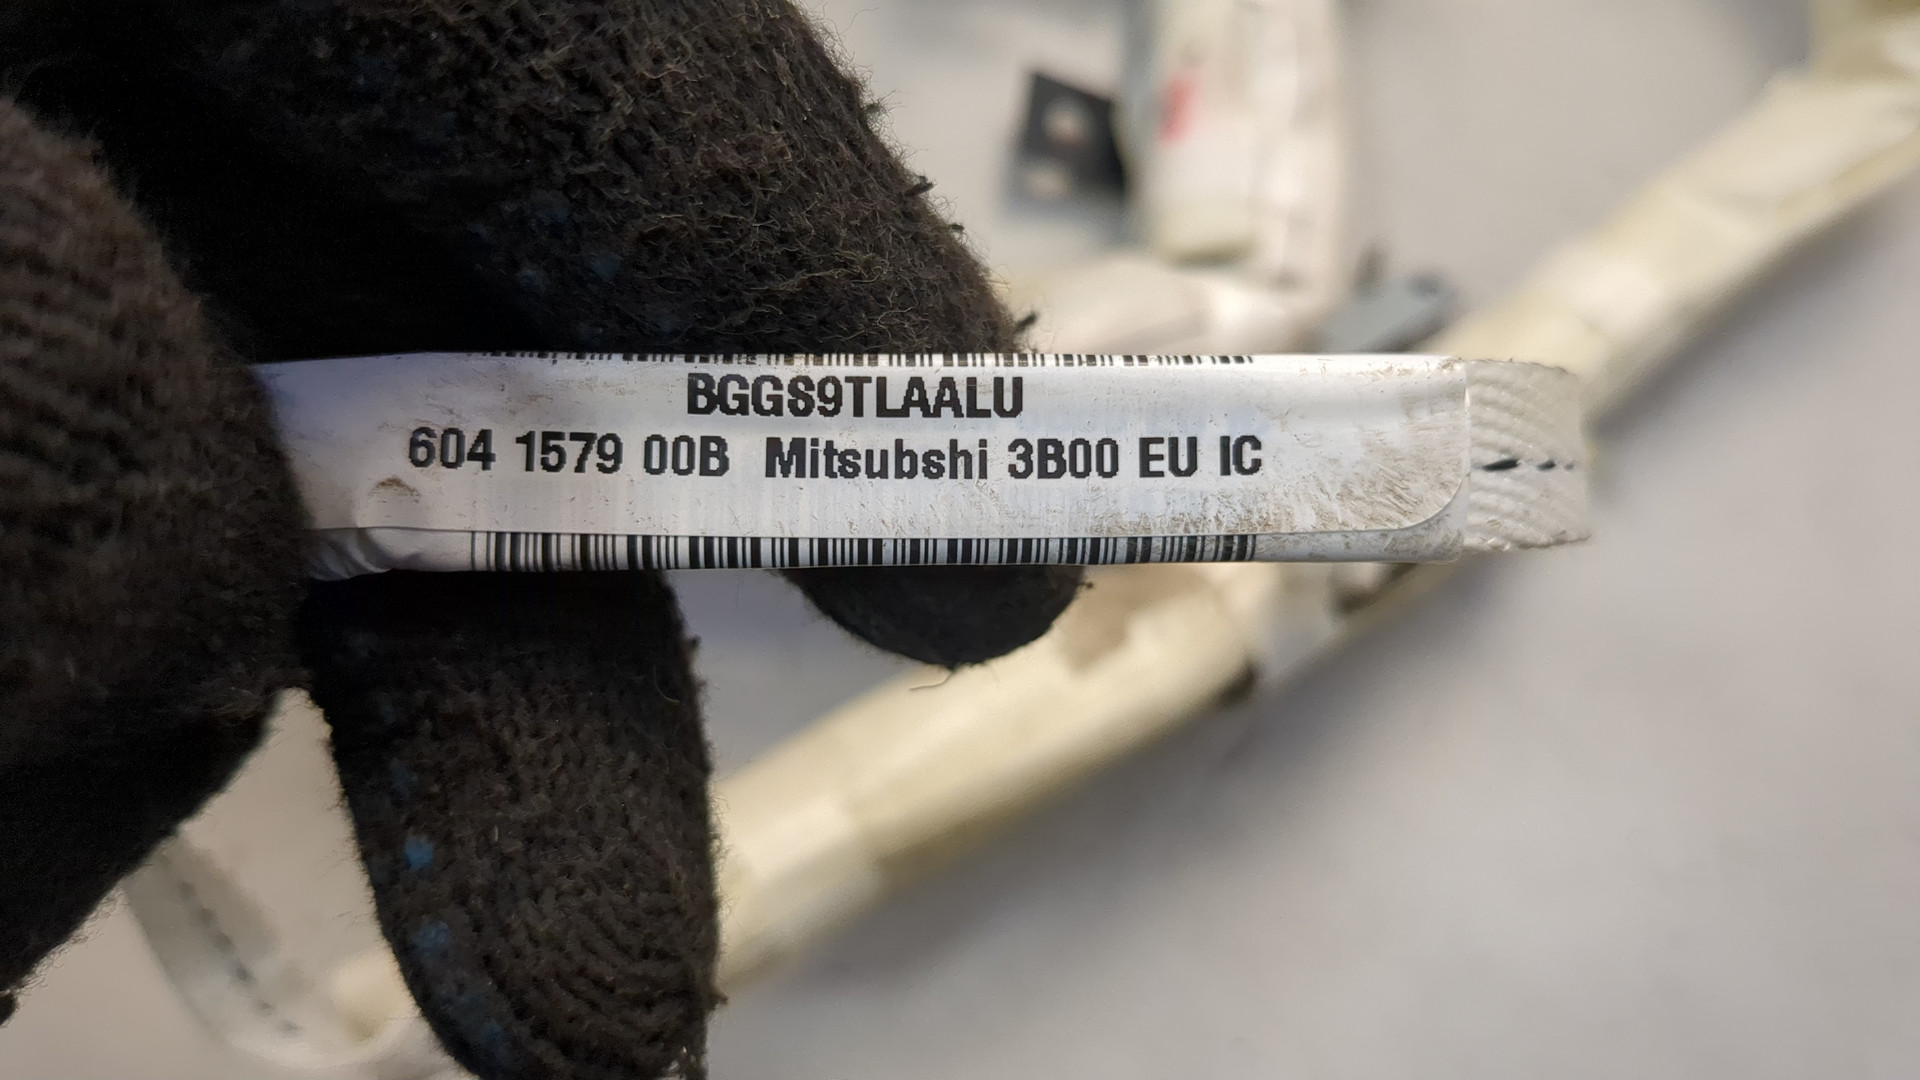 BGGS9TLAALU
604 1579 00B Mitsubshi 3B00 EU IC